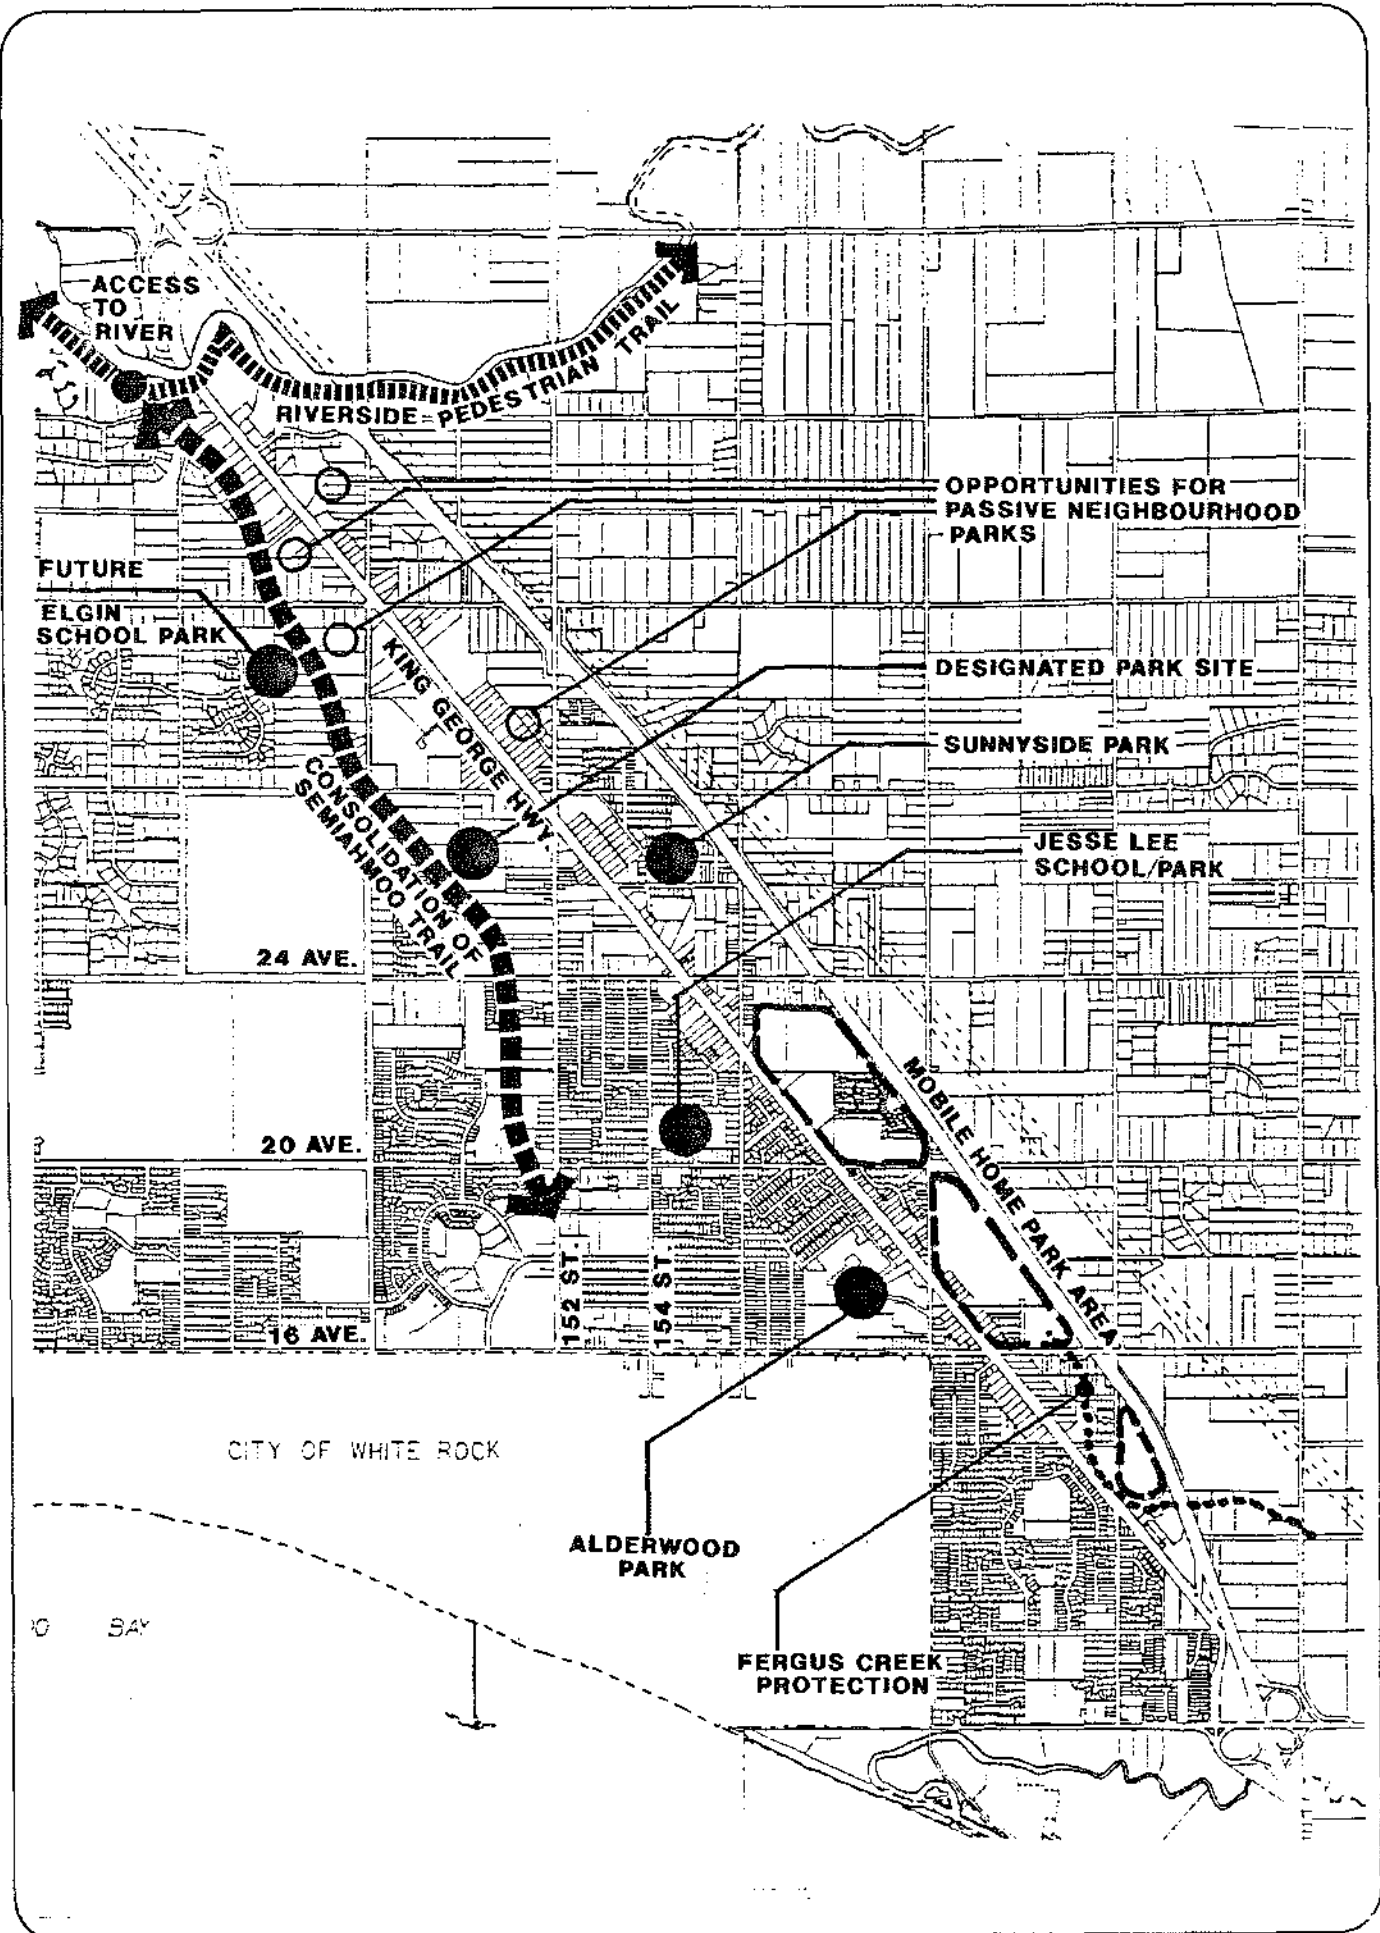 ACCESS
TO
RIVER
RIVERSIDE PEDESTRIAN TRAIL
OPPORTUNITIES FOR
PASSIVE NEIGHBOURHOOD
PARKS
FUTURE
ELGIN
SCHOOL PARK
KING GEORGE HWY.
DESIGNATED PARK SITE
SUNNYSIDE PARK
CONSOLIDATION OF
SEMIAHMOO TRAIL
JESSE LEE
SCHOOL/PARK
24 AVE.
MOBILE HOME PARK AREA
20 AVE.
152 ST.
154 ST.
16 AVE.
CITY OF WHITE ROCK
ALDERWOOD
PARK
BAY
FERGUS CREEK
PROTECTION